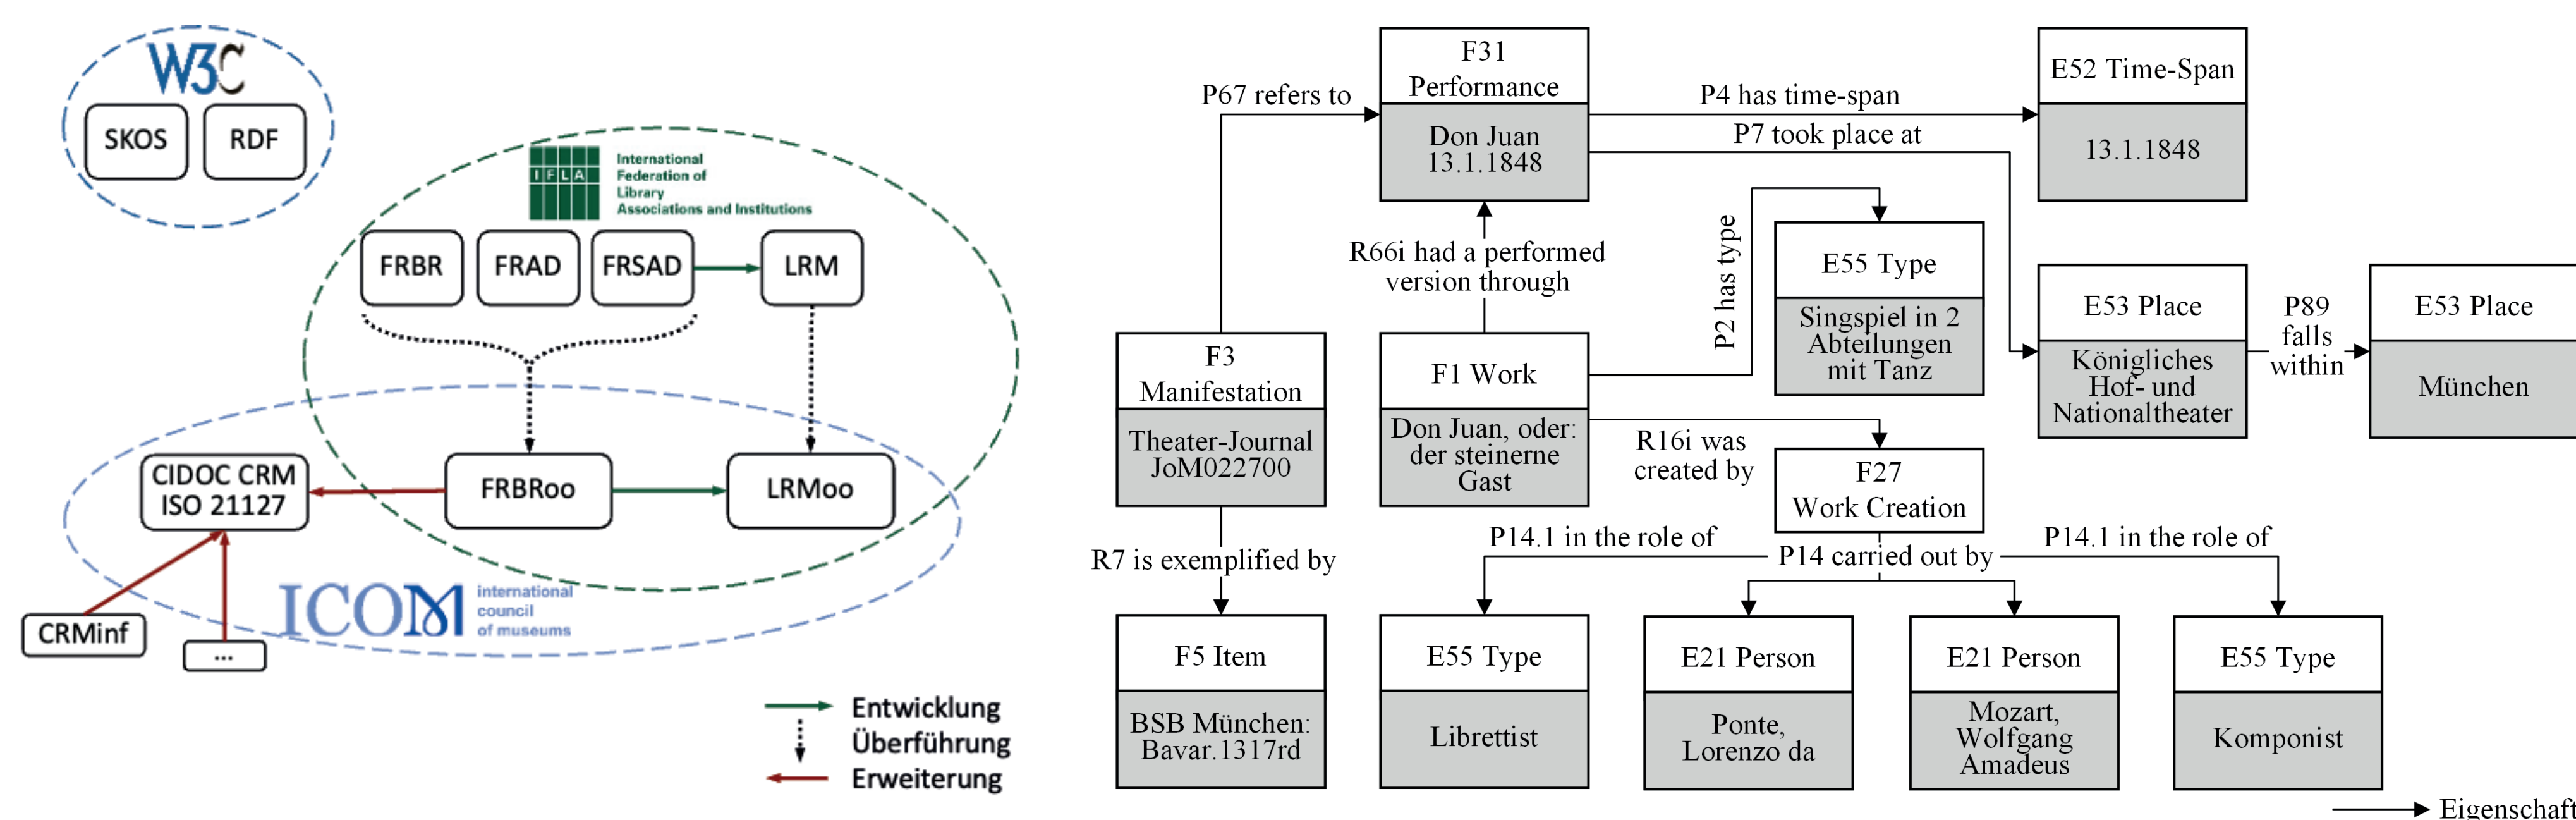 W3C
SKOS
RDF
IFLA
International
Federation of
Library
Associations and Institutions
FRBR
FRAD
FRSAD
LRM
CIDOC CRM
ISO 21127
FRBRoo
LRMoo
CRMinf
...
ICOM
international
council
of museums
Entwicklung
Überführung
Erweiterung
P67 refers to
F31
Performance
Don Juan
13.1.1848
P4 has time-span
P7 took place at
E52 Time-Span
13.1.1848
R66i had a performed
version through
P2 has type
E55 Type
Singspiel in 2
Abteilungen
mit Tanz
E53 Place
Königliches
Hof- und
Nationaltheater
P89
falls
within
E53 Place
München
F3
Manifestation
Theater-Journal
JoM022700
F1 Work
Don Juan, oder:
der steinerne
Gast
R16i was
created by
F27
Work Creation
R7 is exemplified by
P14.1 in the role of
P14 carried out by
P14.1 in the role of
F5 Item
BSB München:
Bavar.1317rd
E55 Type
Librettist
E21 Person
Ponte,
Lorenzo da
E21 Person
Mozart,
Wolfgang
Amadeus
E55 Type
Komponist
Eigenschaft